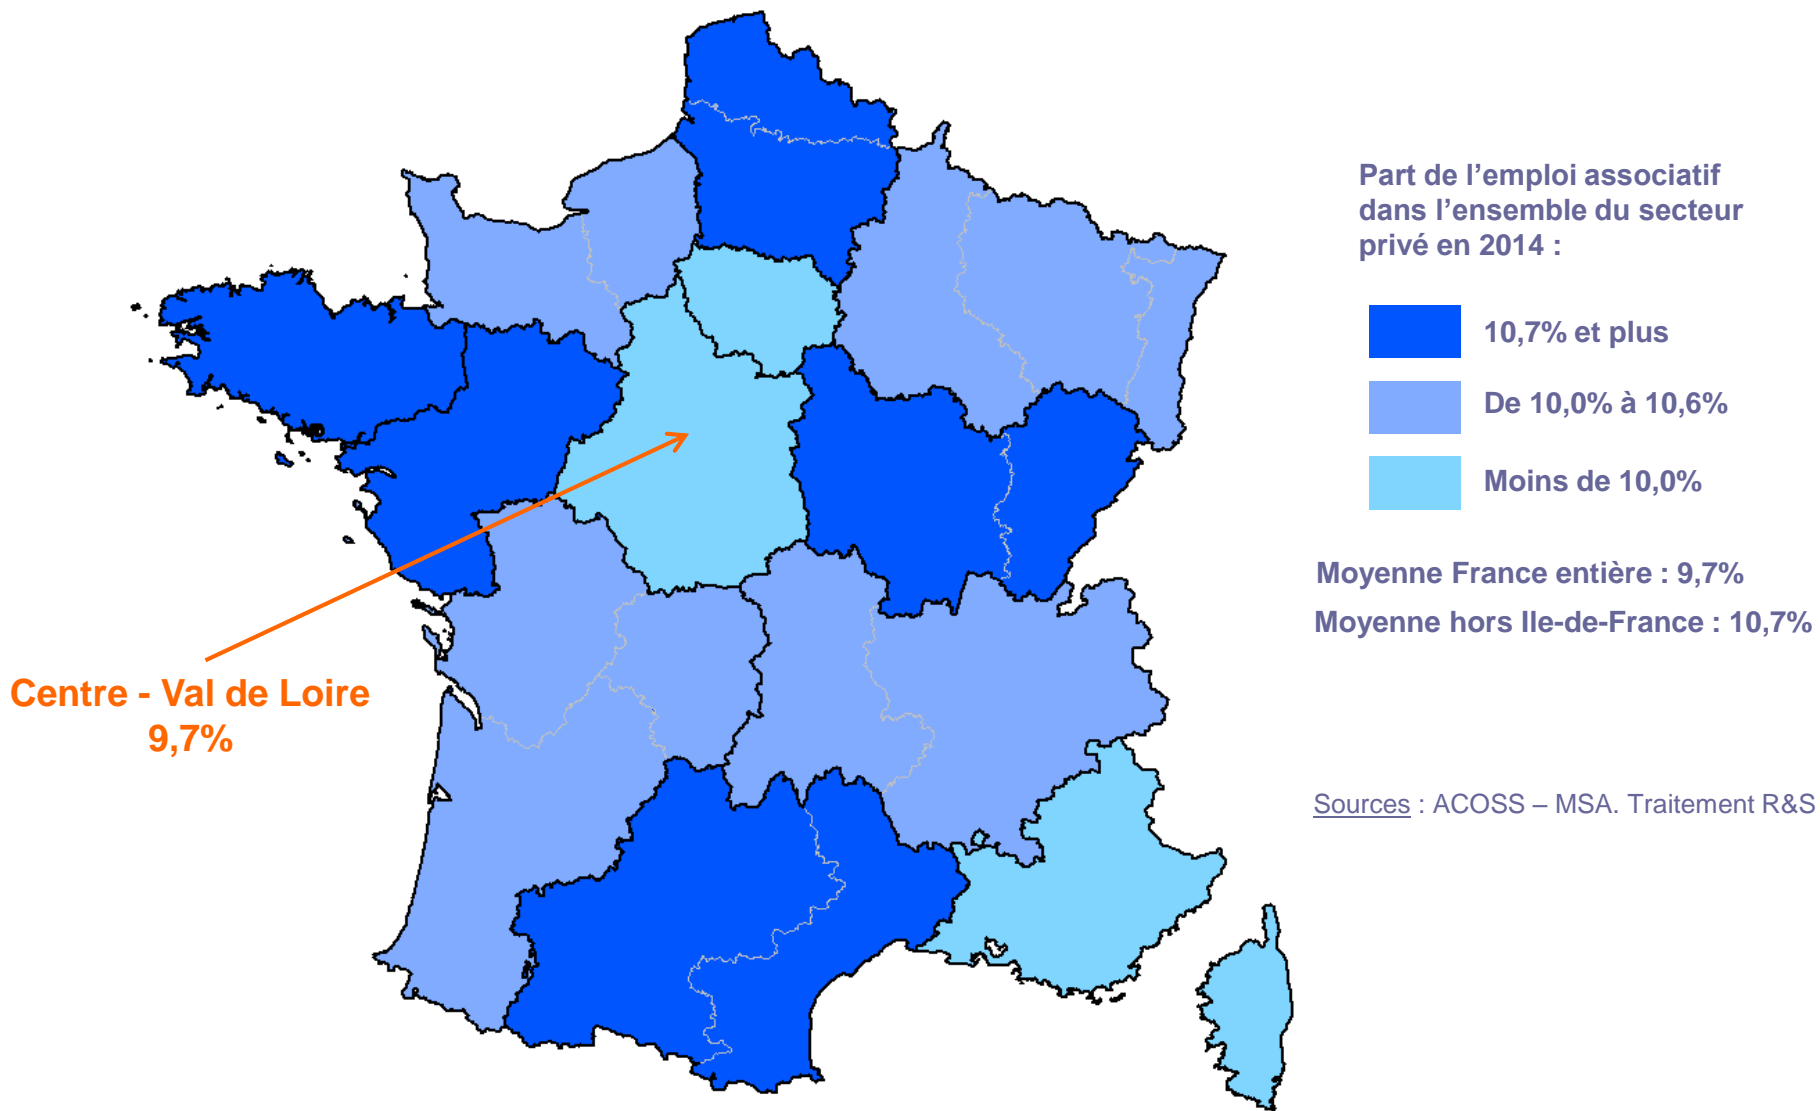 Part de l’emploi associatif
dans l’ensemble du secteur
privé en 2014 :
10,7% et plus
De 10,0% à 10,6%
Moins de 10,0%
Moyenne France entière : 9,7%
Moyenne hors Ile-de-France : 10,7%
Centre - Val de Loire
9,7%
Sources : ACOSS – MSA. Traitement R&S